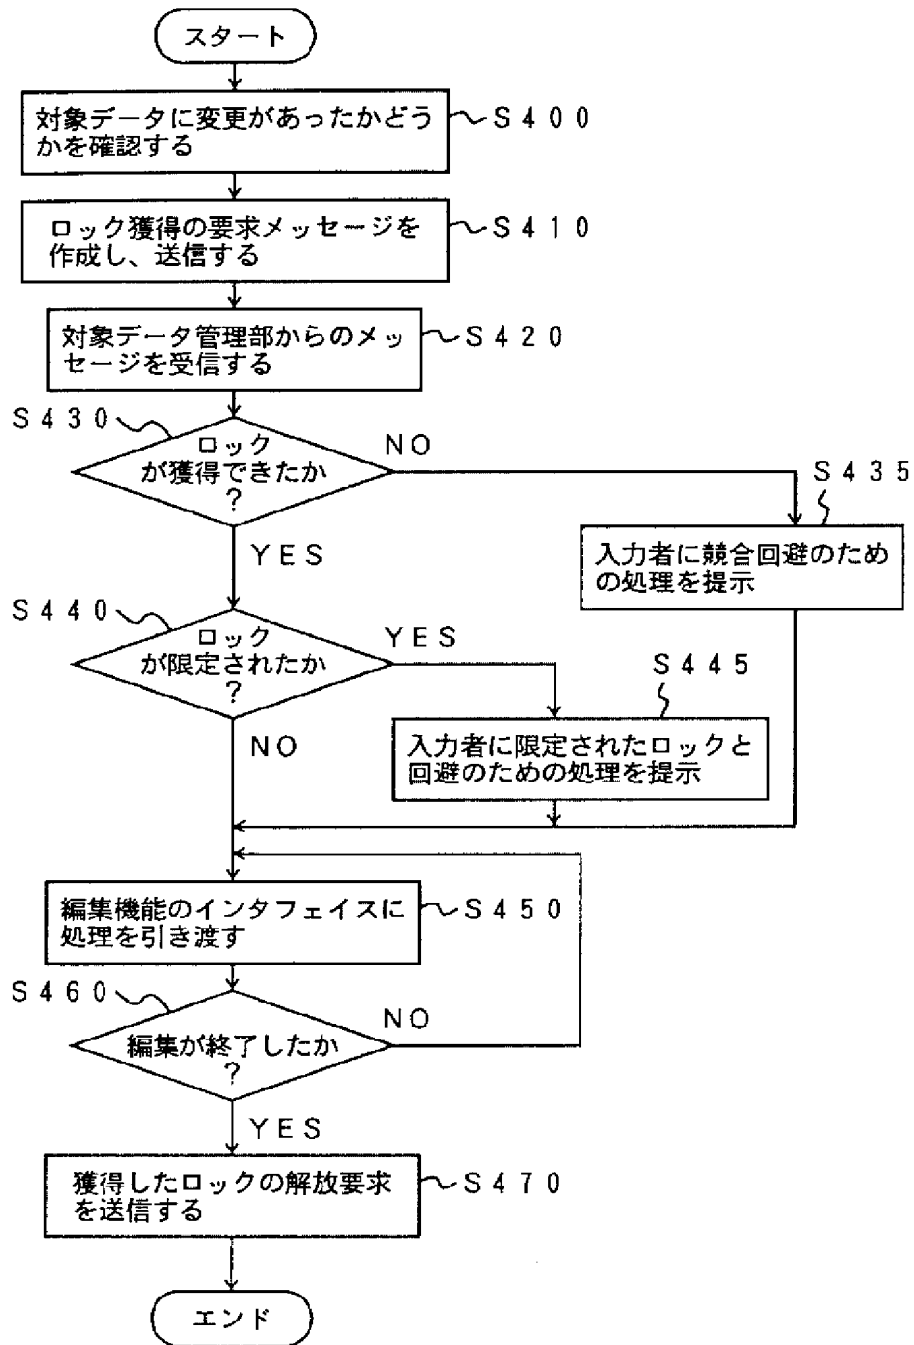 スタート
対象データに変更があったかどう
かを確認する
S400
ロック獲得の要求メッセージを
作成し、送信する
S410
対象データ管理部からのメッ
セージを受信する
S420
S430
ロック
が獲得できたか
?
NO
YES
S435
入力者に競合回避のため
の処理を提示
S440
ロック
が限定されたか
?
YES
NO
S445
入力者に限定されたロックと
回避のための処理を提示
編集機能のインタフェイスに
処理を引き渡す
S450
S460
編集が終了したか
?
NO
YES
獲得したロックの解放要求
を送信する
S470
エンド